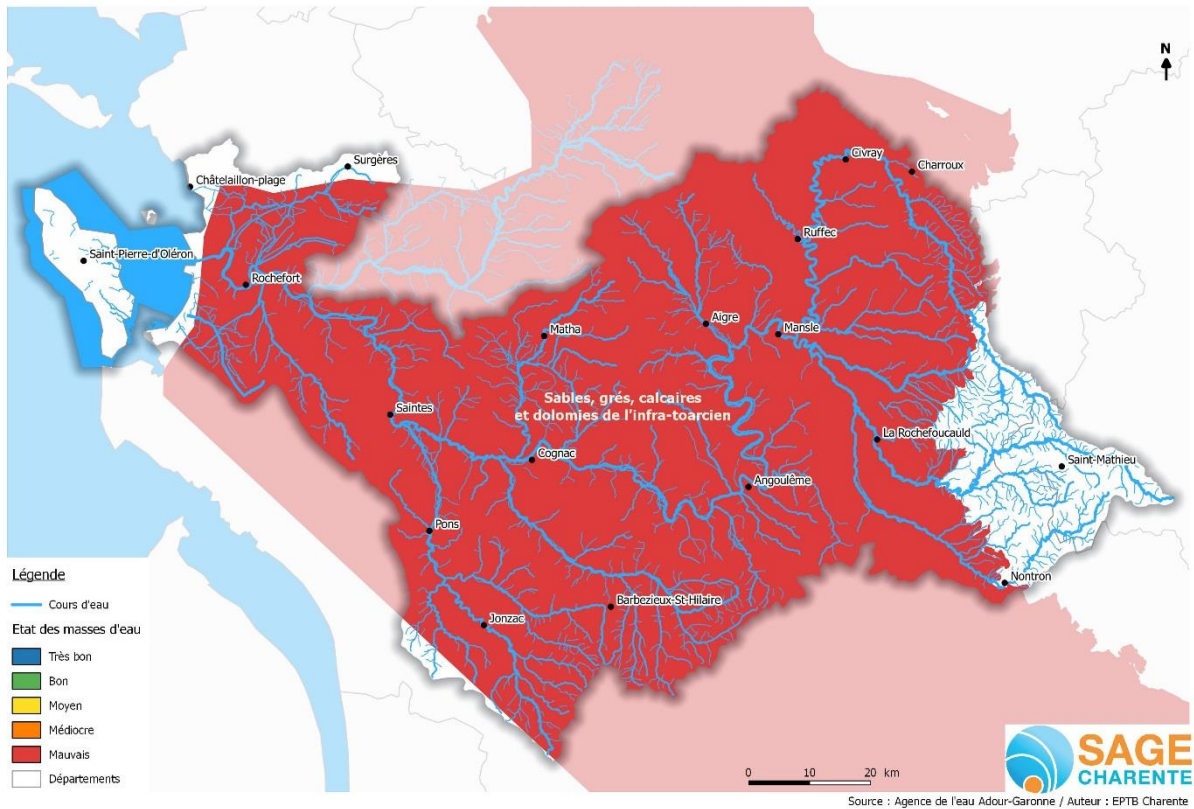 N
Surgères
Châtelaillon-plage
Civray
Charroux
Saint-Pierre-d'Oléron
Ruffec
Rochefort
Matha
Aigre
Mansle
Sables, grés, calcaires
et dolomies de l'infra-toarcien
Saintes
La Rochefoucauld
Cognac
Saint-Mathieu
Angoulême
Pons
Nontron
Barbezieux-St-Hilaire
Jonzac
Légende
Cours d'eau
Etat des masses d'eau
Très bon
Bon
Moyen
Médiocre
Mauvais
Départements
0 10 20 km
SAGE
CHARENTE
Source : Agence de l'eau Adour-Garonne / Auteur : EPTB Charente